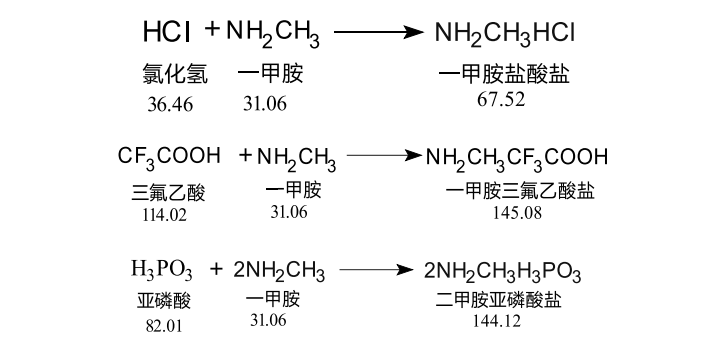 HCl + NH₂CH₃ ⟶ NH₂CH₃HCl
氯化氢 一甲胺 一甲胺盐酸盐
36.46 31.06 67.52
CF₃COOH + NH₂CH₃ ⟶ NH₂CH₃CF₃COOH
三氟乙酸 一甲胺 一甲胺三氟乙酸盐
114.02 31.06 145.08
H₃PO₃ + 2NH₂CH₃ ⟶ 2NH₂CH₃H₃PO₃
亚磷酸 一甲胺 二甲胺亚磷酸盐
82.01 31.06 144.12